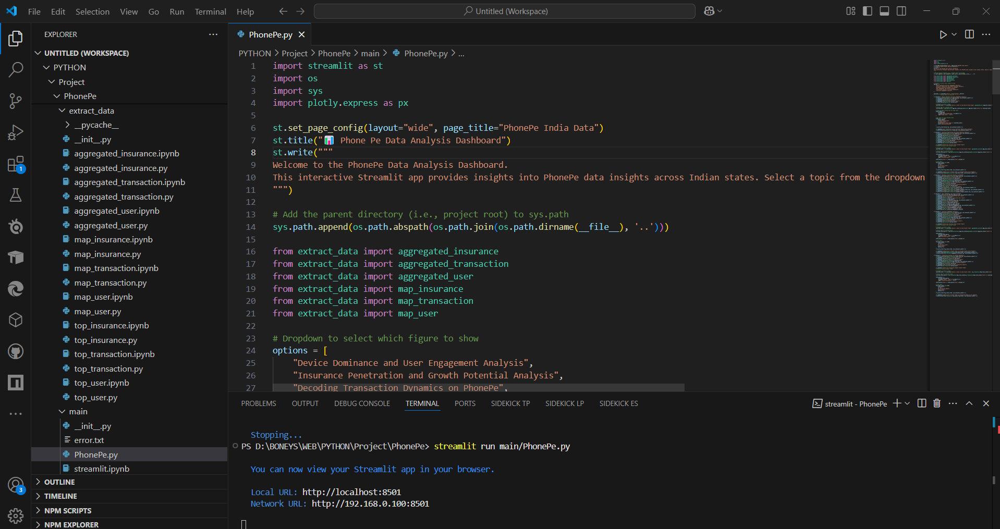 File Edit Selection View Go Run Terminal Help
Untitled (Workspace)
EXPLORER
UNTITLED (WORKSPACE)
PYTHON
Project
PhonePe
extract_data
__pycache__
__init__.py
aggregated_insurance.ipynb
aggregated_insurance.py
aggregated_transaction.ipynb
aggregated_transaction.py
aggregated_user.ipynb
aggregated_user.py
map_insurance.ipynb
map_insurance.py
map_transaction.ipynb
map_transaction.py
map_user.ipynb
map_user.py
top_insurance.ipynb
top_insurance.py
top_transaction.ipynb
top_transaction.py
top_user.ipynb
top_user.py
main
__init__.py
error.txt
PhonePe.py
streamlit.ipynb
OUTLINE
TIMELINE
NPM SCRIPTS
NPM EXPLORER
1
3
PhonePe.py
PYTHON > Project > PhonePe > main > PhonePe.py > ...
1 import streamlit as st
2 import os
3 import sys
4 import plotly.express as px
5
6 st.set_page_config(layout="wide", page_title="PhonePe India Data")
7 st.title("📊 Phone Pe Data Analysis Dashboard")
8 st.write("""
9 Welcome to the PhonePe Data Analysis Dashboard.
10 This interactive Streamlit app provides insights into PhonePe data insights across Indian states. Select a topic from the dropdown
11 """)
12
13 # Add the parent directory (i.e., project root) to sys.path
14 sys.path.append(os.path.abspath(os.path.join(os.path.dirname(__file__), '..')))
15
16 from extract_data import aggregated_insurance
17 from extract_data import aggregated_transaction
18 from extract_data import aggregated_user
19 from extract_data import map_insurance
20 from extract_data import map_transaction
21 from extract_data import map_user
22
23 # Dropdown to select which figure to show
24 options = [
25 "Device Dominance and User Engagement Analysis",
26 "Insurance Penetration and Growth Potential Analysis",
27 "Decoding Transaction Dynamics on PhonePe",
PROBLEMS OUTPUT DEBUG CONSOLE TERMINAL PORTS SIDEKICK TP SIDEKICK LP SIDEKICK ES
streamlit - PhonePe
Stopping...
PS D:\BONEYS\WEB\PYTHON\Project\PhonePe> streamlit run main/PhonePe.py
You can now view your Streamlit app in your browser.
Local URL: http://localhost:8501
Network URL: http://192.168.0.100:8501